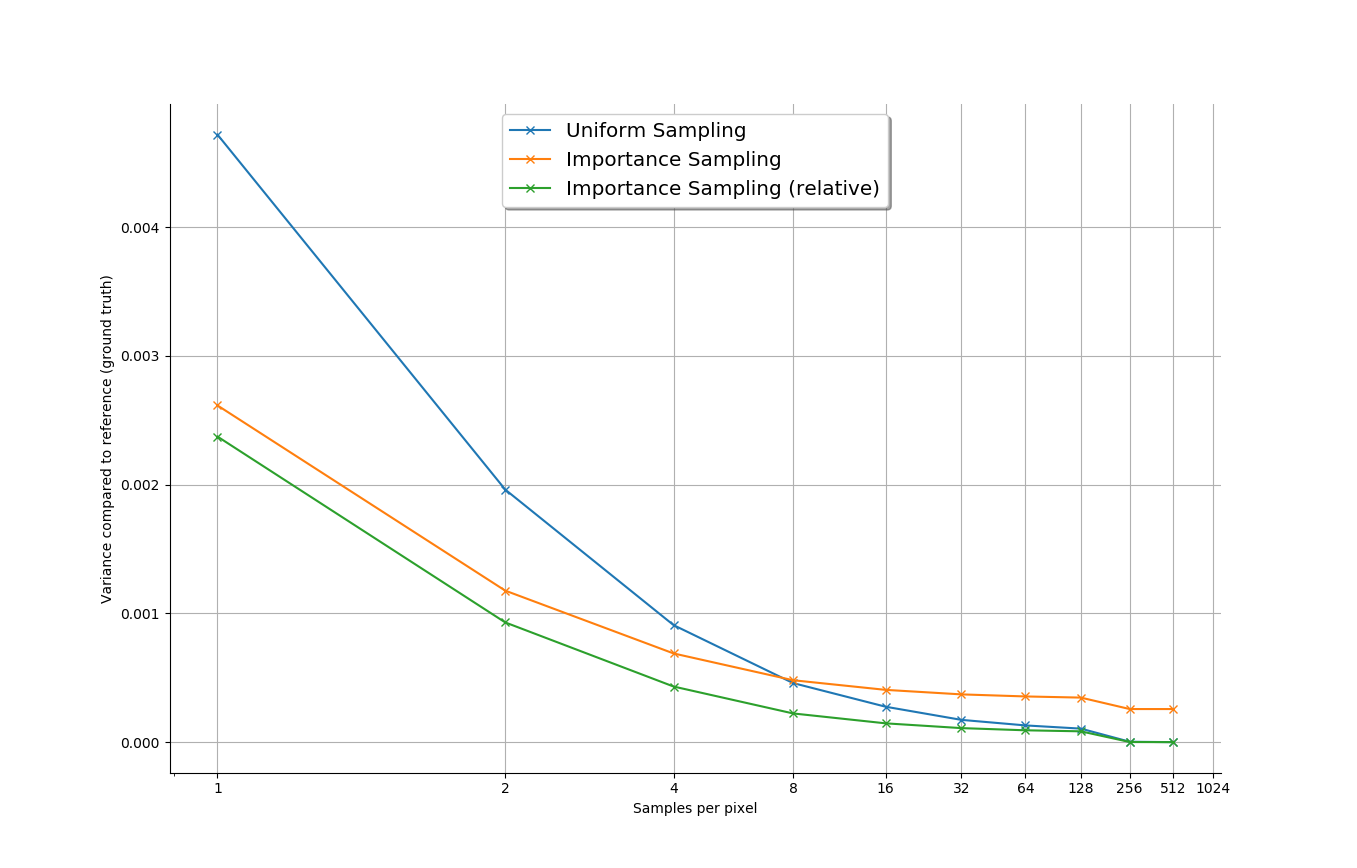 Uniform Sampling
Importance Sampling
Importance Sampling (relative)
0.004
0.003
0.002
0.001
0.000
Variance compared to reference (ground truth)
1 2 4 8 16 32 64 128 256 512 1024
Samples per pixel